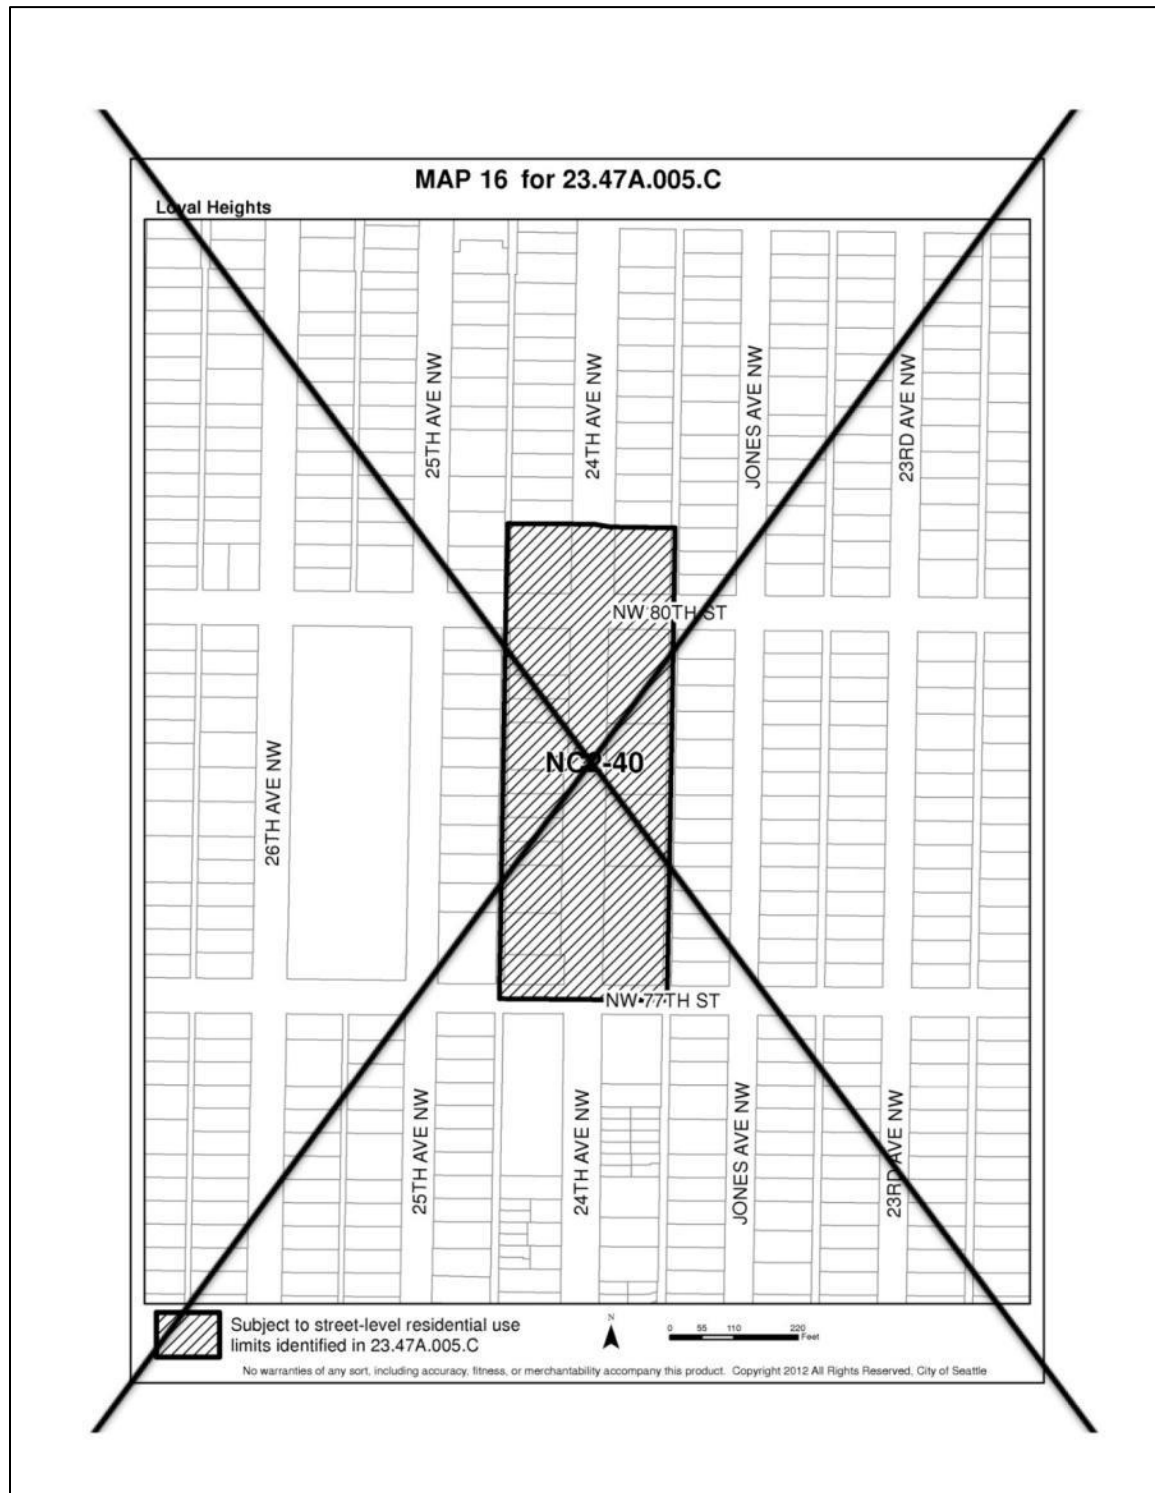 MAP 16 for 23.47A.005.C
Loyal Heights
25TH AVE NW
24TH AVE NW
JONES AVE NW
23RD AVE NW
NW 80TH ST
NC2-40
26TH AVE NW
NW 77TH ST
25TH AVE NW
24TH AVE NW
JONES AVE NW
23RD AVE NW
Subject to street-level residential use
limits identified in 23.47A.005.C
N
0 55 110 220
Feet
No warranties of any sort, including accuracy, fitness, or merchantability accompany this product. Copyright 2012 All Rights Reserved, City of Seattle